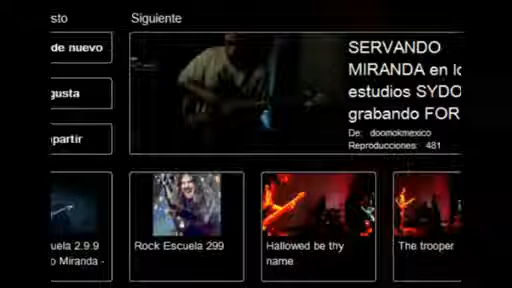 sto
Siguiente
de nuevo
SERVANDO
MIRANDA en lo
gusta
estudios SYDO
grabando FOR
partir
De: doomokmexico
Reproducciones: 481
uela 2.9.9
o Miranda -
Rock Escuela 299
Hallowed be thy
name
The trooper